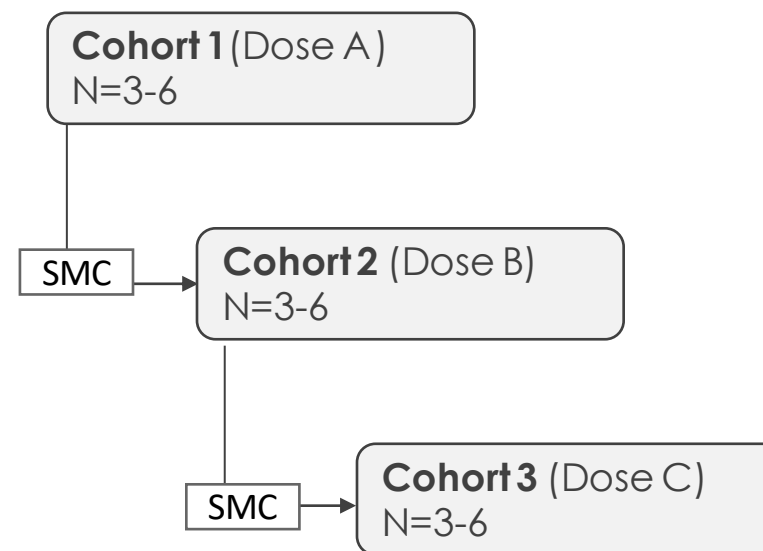 Cohort 1 (Dose A)
N=3-6
SMC
Cohort 2 (Dose B)
N=3-6
SMC
Cohort 3 (Dose C)
N=3-6